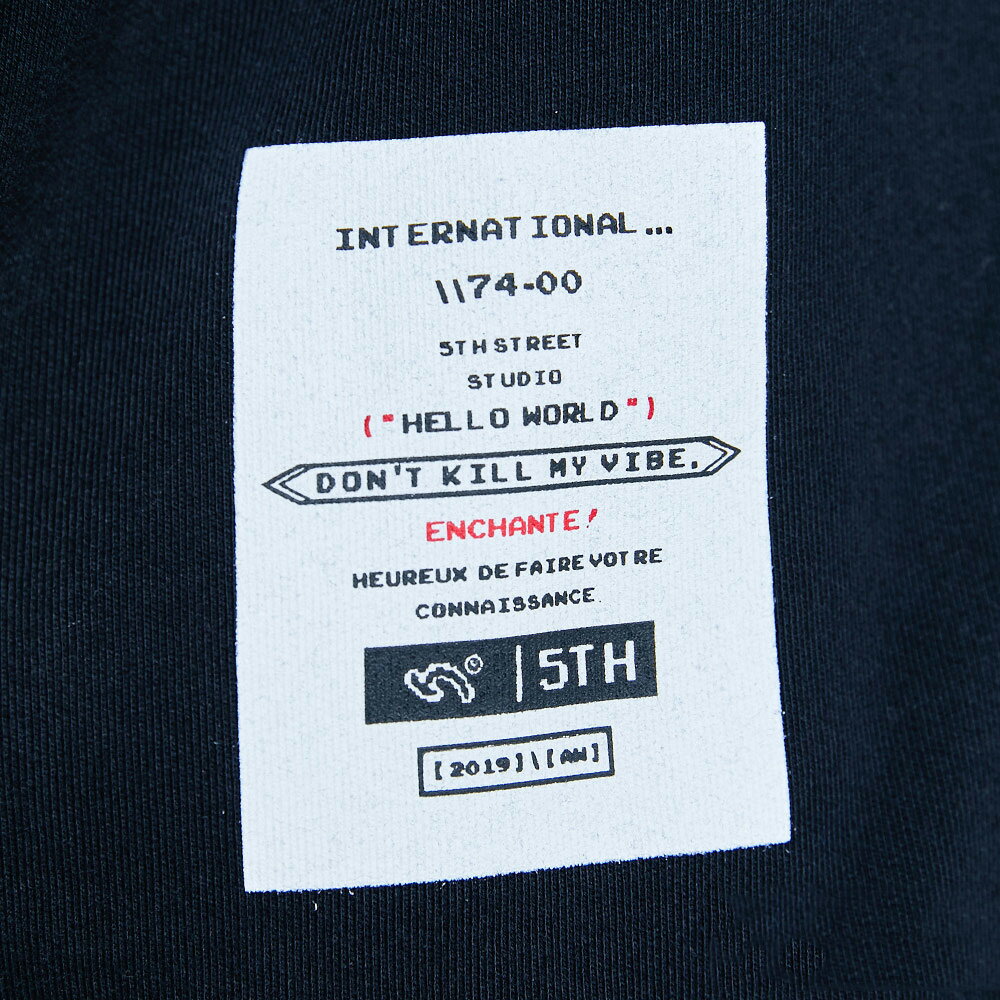 INTERNATIONAL...
\\74-00
5TH STREET
STUDIO
("HELLO WORLD")
DON'T KILL MY VIBE.
ENCHANTE!
HEUREUX DE FAIRE VOTRE
CONNAISSANCE
| 5TH
[2019]\[AW]